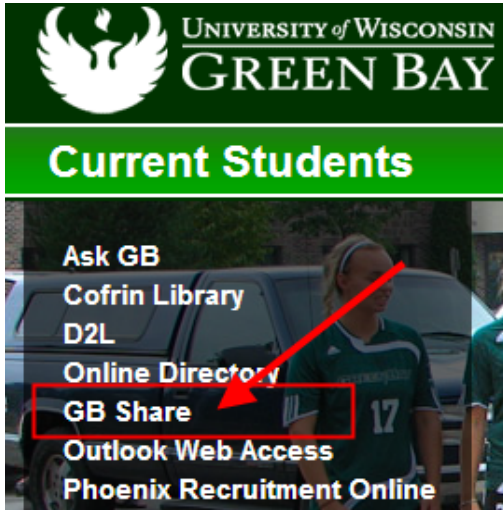 UNIVERSITY of WISCONSIN
GREEN BAY
Current Students
Ask GB
Cofrin Library
D2L
Online Directory
GB Share
17
Outlook Web Access
Phoenix Recruitment Online